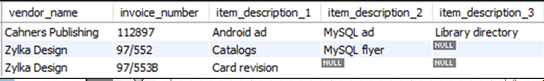 vendor_name invoice_number item_description_1 item_description_2 item_description_3
Cahners Publishing 112897 Android ad MySQL ad Library directory
Zylka Design 97/552 Catalogs MySQL flyer NULL
Zylka Design 97/553B Card revision NULL NULL